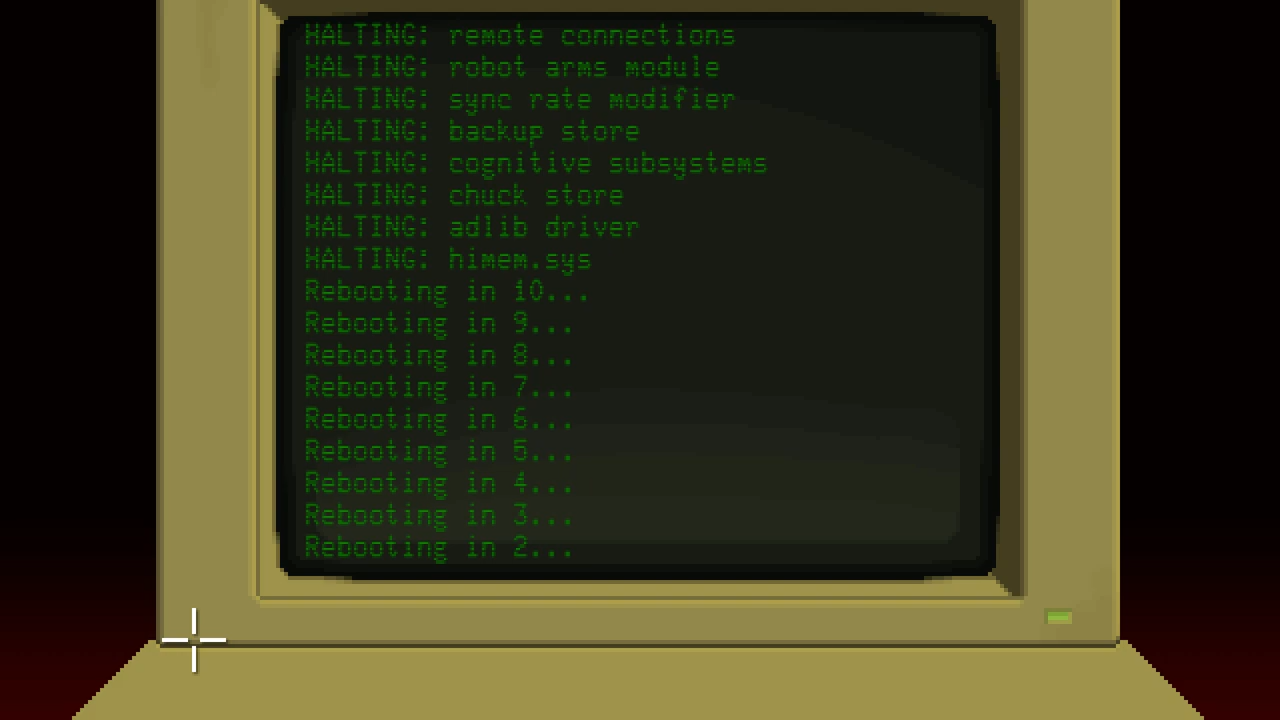 HALTING: remote connections
HALTING: robot arms module
HALTING: sync rate modifier
HALTING: backup store
HALTING: cognitive subsystems
HALTING: chuck store
HALTING: adlib driver
HALTING: himem.sys
Rebooting in 10...
Rebooting in 9...
Rebooting in 8...
Rebooting in 7...
Rebooting in 6...
Rebooting in 5...
Rebooting in 4...
Rebooting in 3...
Rebooting in 2...